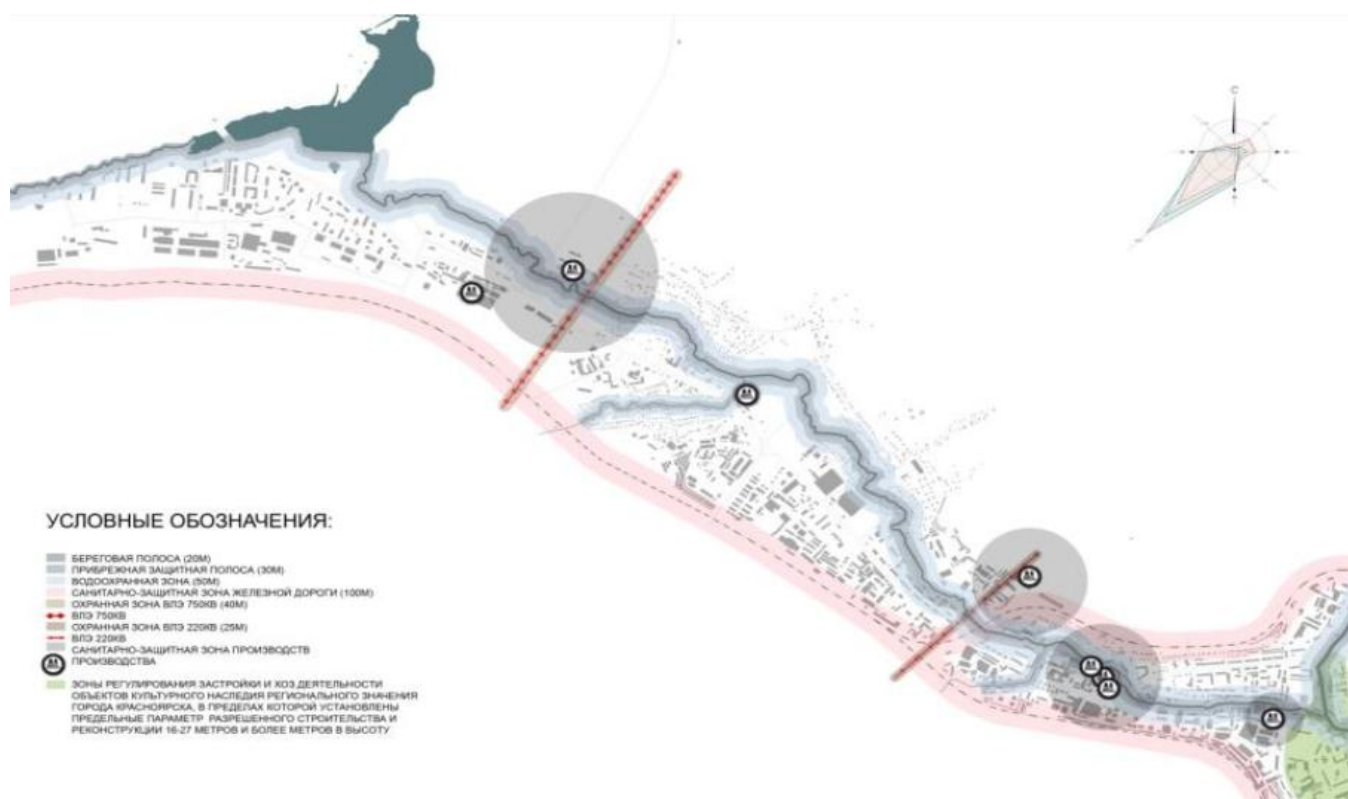 С
УСЛОВНЫЕ ОБОЗНАЧЕНИЯ:
БЕРЕГОВАЯ ПОЛОСА (20М)
ПРИБРЕЖНАЯ ЗАЩИТНАЯ ПОЛОСА (30М)
ВОДООХРАННАЯ ЗОНА (50М)
САНИТАРНО-ЗАЩИТНАЯ ЗОНА ЖЕЛЕЗНОЙ ДОРОГИ (100М)
ОХРАННАЯ ЗОНА ВЛЭ 750КВ (40М)
ВЛЭ 750КВ
ОХРАННАЯ ЗОНА ВЛЭ 220КВ (25М)
ВЛЭ 220КВ
САНИТАРНО-ЗАЩИТНАЯ ЗОНА ПРОИЗВОДСТВ
ПРОИЗВОДСТВА
ЗОНЫ РЕГУЛИРОВАНИЯ ЗАСТРОЙКИ И ХОЗ ДЕЯТЕЛЬНОСТИ
ОБЪЕКТОВ КУЛЬТУРНОГО НАСЛЕДИЯ РЕГИОНАЛЬНОГО ЗНАЧЕНИЯ
ГОРОДА КРАСНОЯРСКА, В ПРЕДЕЛАХ КОТОРОЙ УСТАНОВЛЕНЫ
ПРЕДЕЛЬНЫЕ ПАРАМЕТР РАЗРЕШЕННОГО СТРОИТЕЛЬСТВА И
РЕКОНСТРУКЦИИ 16-27 МЕТРОВ И БОЛЕЕ МЕТРОВ В ВЫСОТУ